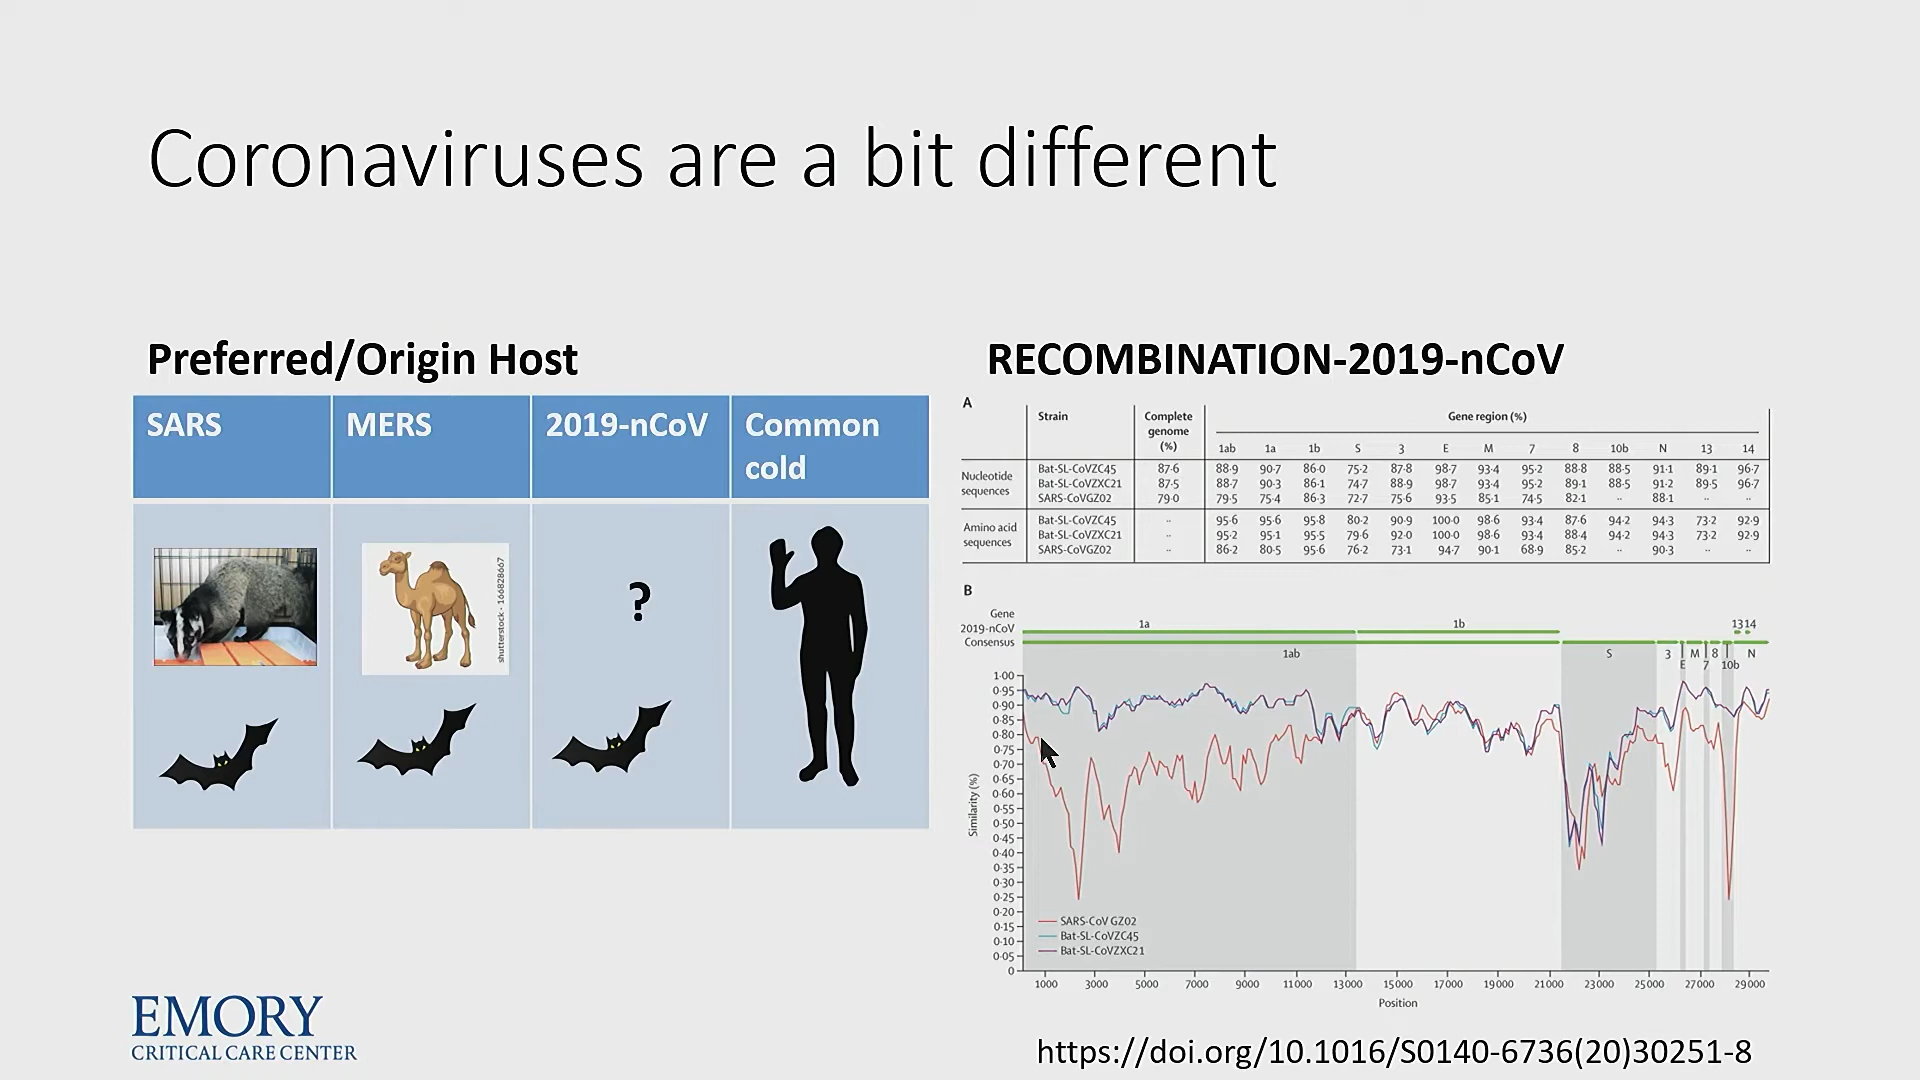 Coronaviruses are a bit different
Preferred/Origin Host
SARS MERS 2019-nCoV Common cold
?
shutterstock · 166828667
EMORY
CRITICAL CARE CENTER
RECOMBINATION-2019-nCoV
A
Strain Complete genome (%) Gene region (%)
1ab 1a 1b S 3 E M 7 8 10b N 13 14
Nucleotide sequences
Bat-SL-CoVZC45 87·6 88·9 90·7 86·0 75·2 87·8 98·7 93·4 95·2 88·8 88·5 91·1 89·1 96·7
Bat-SL-CoVZXC21 87·5 88·7 90·3 86·1 74·7 88·9 98·7 93·4 95·2 89·1 88·5 91·2 89·5 96·7
SARS-CoVGZ02 79·0 79·5 75·4 86·3 72·7 75·6 93·5 85·1 74·5 82·1 ·· 88·1 ·· ··
Amino acid sequences
Bat-SL-CoVZC45 ·· 95·6 95·6 95·8 80·2 90·9 100·0 98·6 93·4 87·6 94·2 94·3 73·2 92·9
Bat-SL-CoVZXC21 ·· 95·2 95·1 95·5 79·6 92·0 100·0 98·6 93·4 88·4 94·2 94·3 73·2 92·9
SARS-CoVGZ02 ·· 86·2 80·5 95·6 76·2 73·1 94·7 90·1 68·9 85·2 ·· 90·3 ·· ··
B
Gene
2019-nCoV
Consensus
1a 1b 13 14
1ab S 3 E M 7 8 10b N
1·00
0·95
0·90
0·85
0·80
0·75
0·70
0·65
0·60
0·55
0·50
0·45
0·40
0·35
0·30
0·25
0·20
0·15
0·10
0·05
0
Similarity (%)
SARS-CoV GZ02
Bat-SL-CoVZC45
Bat-SL-CoVZXC21
1000 3000 5000 7000 9000 11000 13000 15000 17000 19000 21000 23000 25000 27000 29000
Position
https://doi.org/10.1016/S0140-6736(20)30251-8